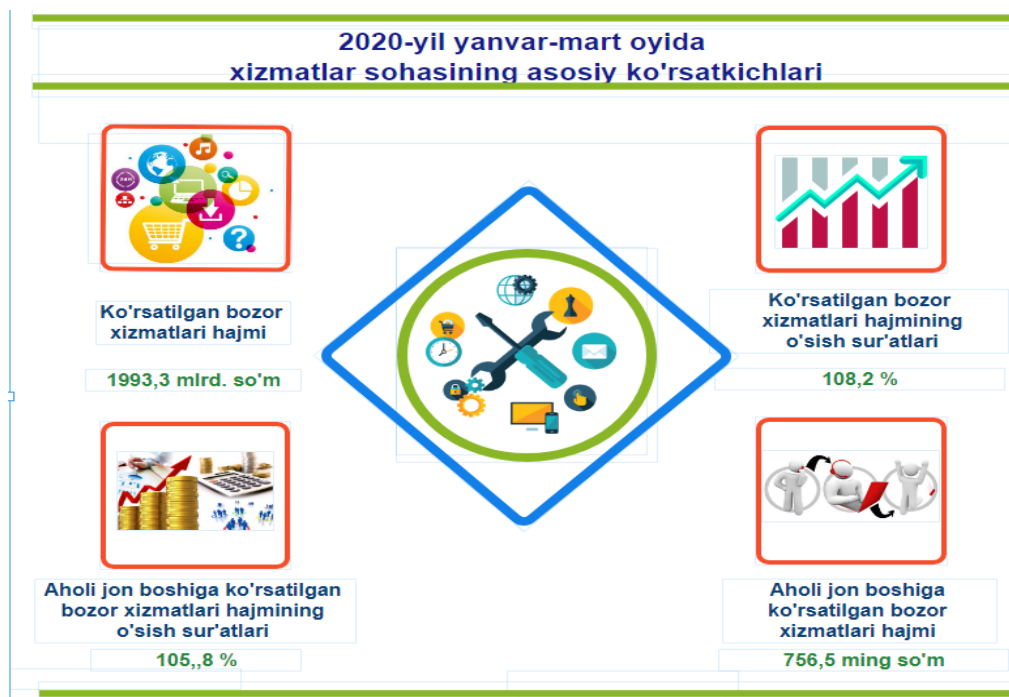 2020-yil yanvar-mart oyida
xizmatlar sohasining asosiy ko'rsatkichlari
Ko'rsatilgan bozor
xizmatlari hajmi
1993,3 mlrd. so'm
Ko'rsatilgan bozor
xizmatlari hajmining
o'sish sur'atlari
108,2 %
Aholi jon boshiga ko'rsatilgan
bozor xizmatlari hajmining
o'sish sur'atlari
105,,8 %
Aholi jon boshiga
ko'rsatilgan bozor
xizmatlari hajmi
756,5 ming so'm